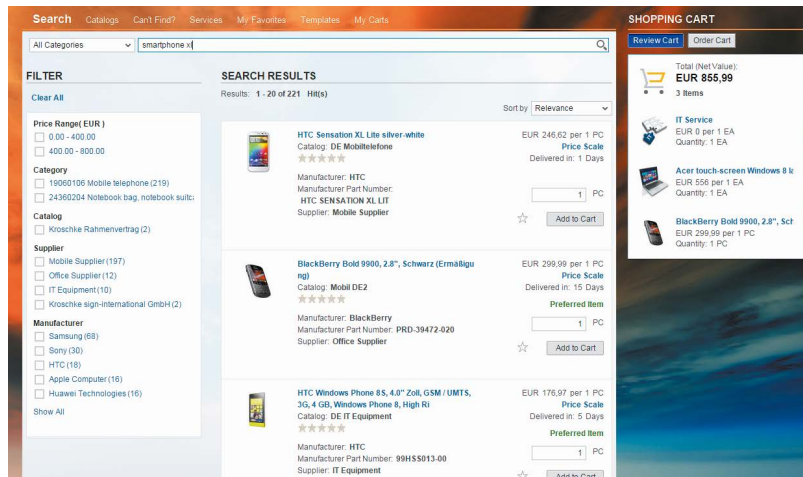 Search Catalogs Can't Find? Services My Favorites Templates My Carts
All Categories
smartphone xl
FILTER
Clear All
Price Range( EUR )
0.00 - 400.00
400.00 - 800.00
Category
19060106 Mobile telephone (219)
24360204 Notebook bag, notebook suitc
Catalog
Kroschke Rahmenvertrag (2)
Supplier
Mobile Supplier (197)
Office Supplier (12)
IT Equipment (10)
Kroschke sign-international GmbH (2)
Manufacturer
Samsung (68)
Sony (30)
HTC (18)
Apple Computer (16)
Huawei Technologies (16)
Show All
SEARCH RESULTS
Results: 1 - 20 of 221 Hit(s)
Sort by Relevance
HTC Sensation XL Lite silver-white
Catalog: DE Mobiltelefone
Manufacturer: HTC
Manufacturer Part Number:
HTC SENSATION XL LIT
Supplier: Mobile Supplier
EUR 246,62 per 1 PC
Price Scale
Delivered in: 1 Days
1 PC
Add to Cart
BlackBerry Bold 9900, 2.8", Schwarz (Ermäßigu
ng)
Catalog: Mobil DE2
Manufacturer: BlackBerry
Manufacturer Part Number: PRD-39472-020
Supplier: Office Supplier
EUR 299,99 per 1 PC
Price Scale
Delivered in: 15 Days
Preferred Item
1 PC
Add to Cart
HTC Windows Phone 8S, 4.0" Zoll, GSM / UMTS,
3G, 4 GB, Windows Phone 8, High Ri
Catalog: DE IT Equipment
Manufacturer: HTC
Manufacturer Part Number: 99HSS013-00
Supplier: IT Equipment
EUR 176,97 per 1 PC
Price Scale
Delivered in: 5 Days
Preferred Item
1 PC
Add to Cart
SHOPPING CART
Review Cart Order Cart
Total (Net Value):
EUR 855,99
3 Items
IT Service
EUR 0 per 1 EA
Quantity: 1 EA
Acer touch-screen Windows 8 la
EUR 556 per 1 EA
Quantity: 1 EA
BlackBerry Bold 9900, 2.8", Sch
EUR 299,99 per 1 PC
Quantity: 1 PC